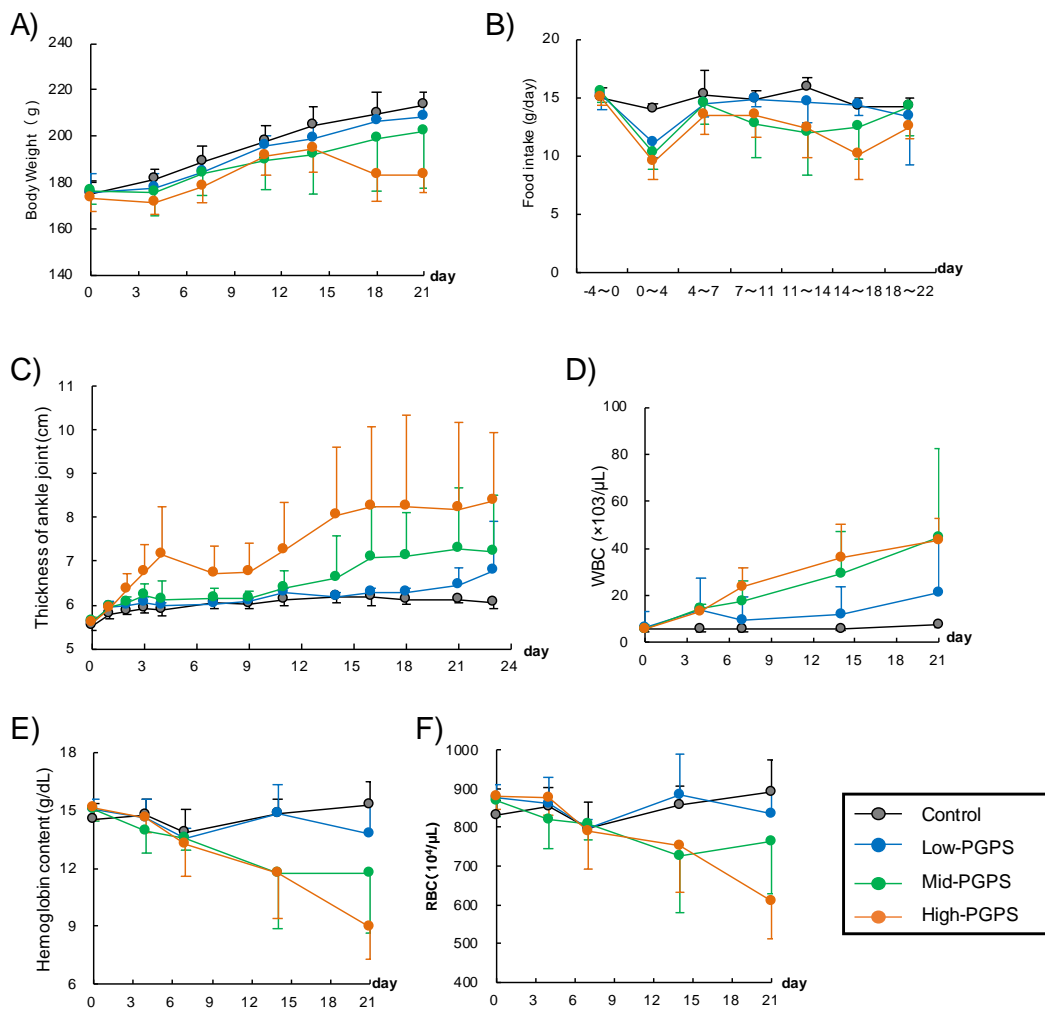 A)
240
220
200
180
160
140
Body Weight（g）
0 3 6 9 12 15 18 21
day
B)
20
15
10
5
0
Food intake (g/day)
day
-4～0 0～4 4～7 7～11 11～14 14～18 18～22
C)
11
10
9
8
7
6
5
Thickness of ankle joint (cm)
day
0 3 6 9 12 15 18 21 24
D)
100
80
60
40
20
0
WBC (×103/μL)
day
0 3 6 9 12 15 18 21
E)
18
15
12
9
6
Hemoglobin content (g/dL)
day
0 3 6 9 12 15 18 21
F)
1000
900
800
700
600
500
400
RBC (10⁴/μL)
day
0 3 6 9 12 15 18 21
Control
Low-PGPS
Mid-PGPS
High-PGPS